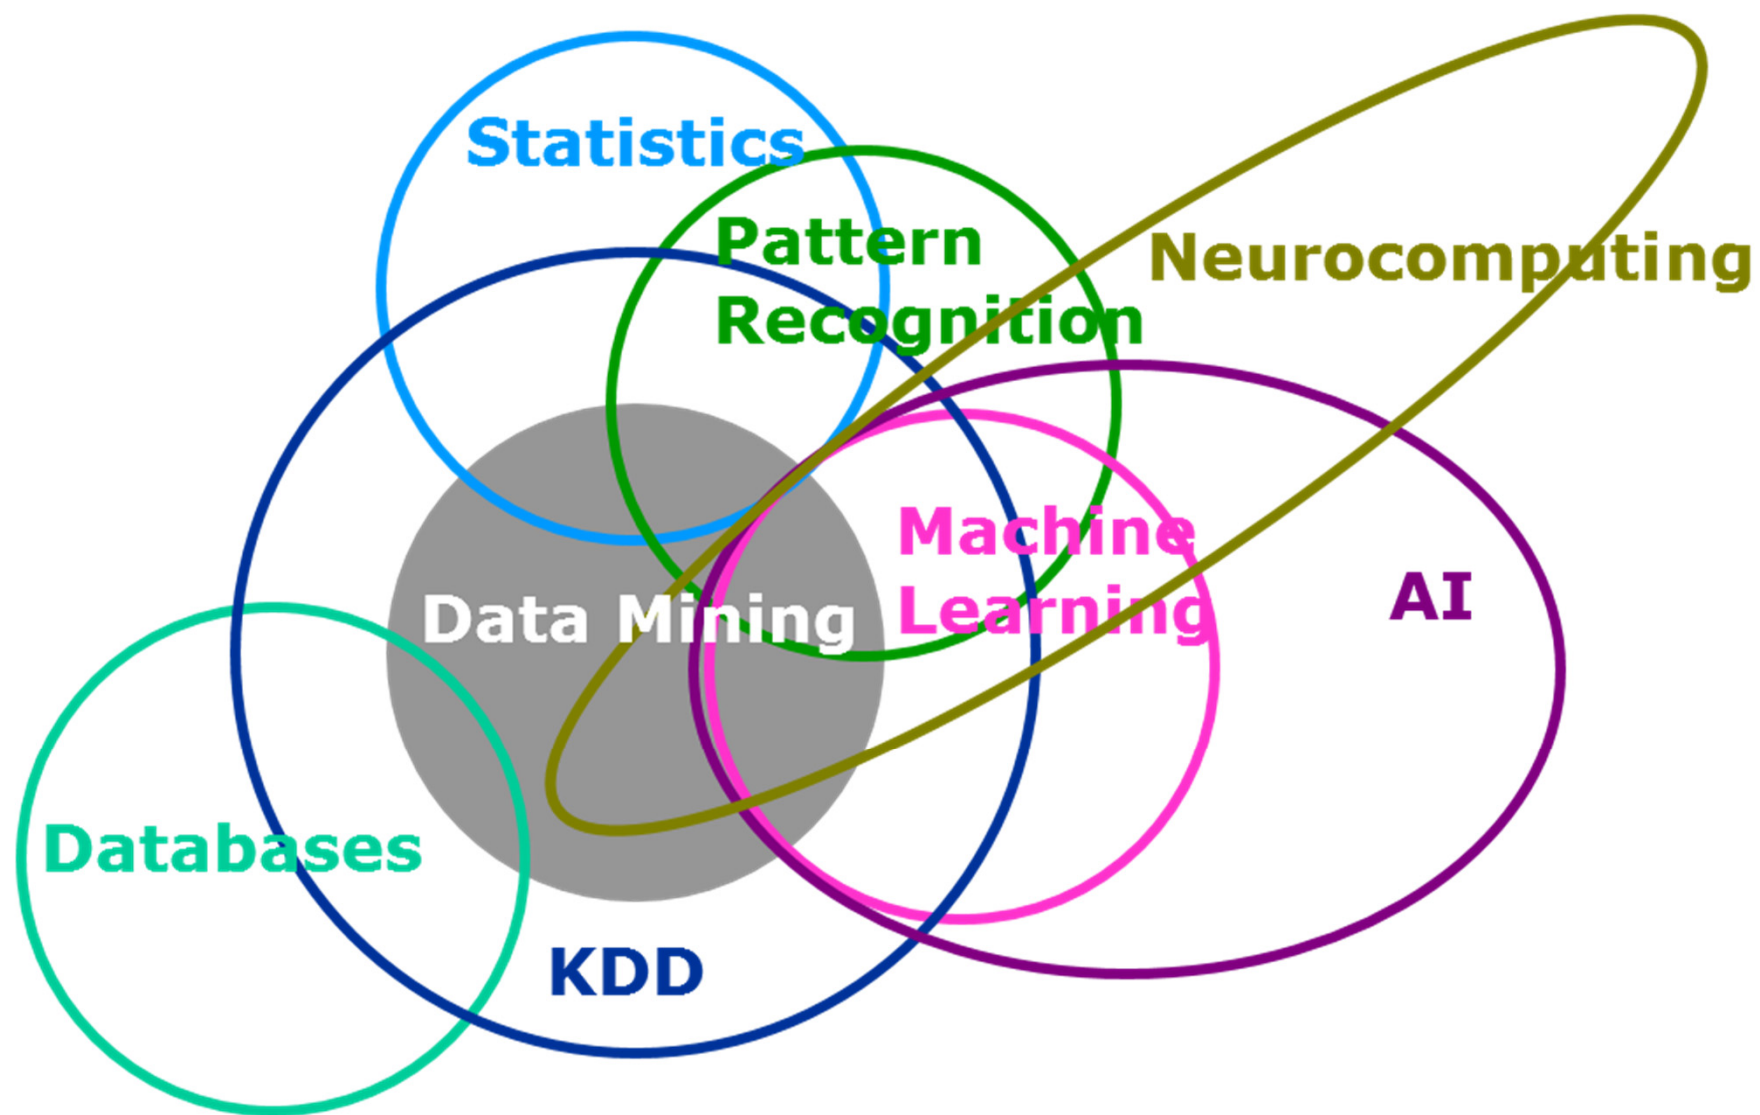 Statistics
Pattern
Recognition
Neurocomputing
Machine
Learning
AI
Data Mining
Databases
KDD